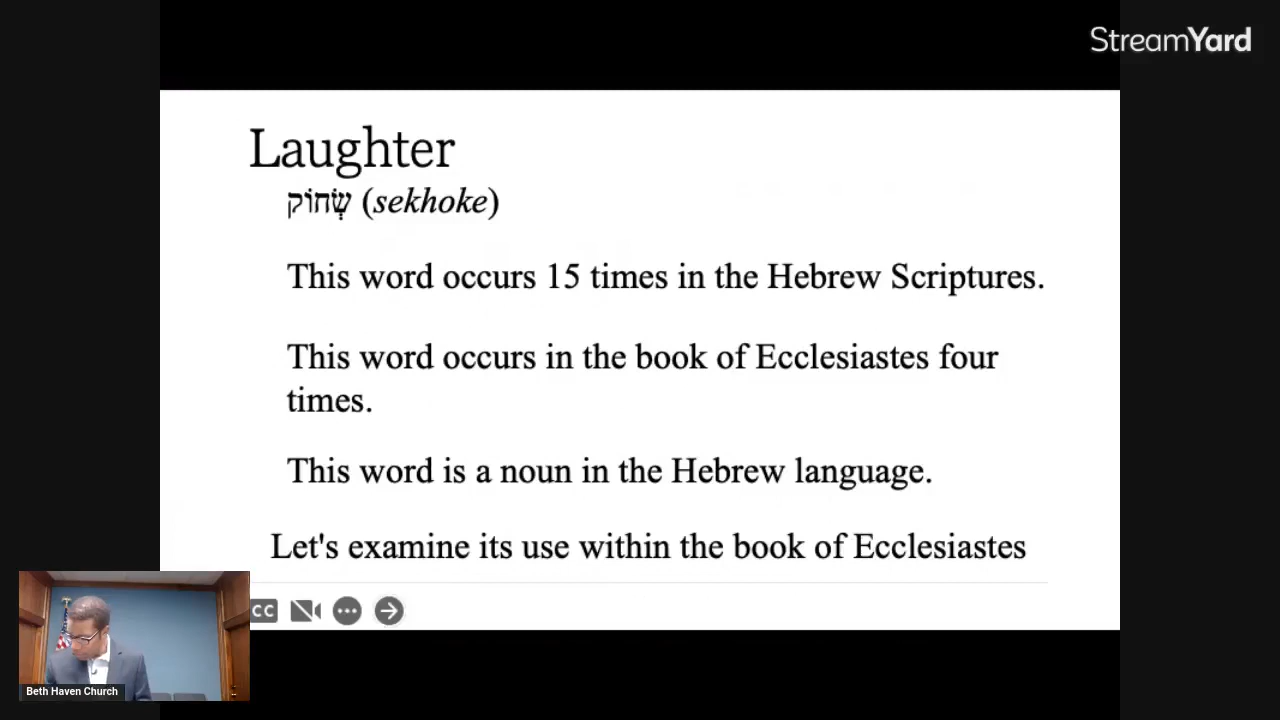 StreamYard
Laughter
שְׂחוֹק (sekhoke)
This word occurs 15 times in the Hebrew Scriptures.
This word occurs in the book of Ecclesiastes four
times.
This word is a noun in the Hebrew language.
Let's examine its use within the book of Ecclesiastes
CC
Beth Haven Church